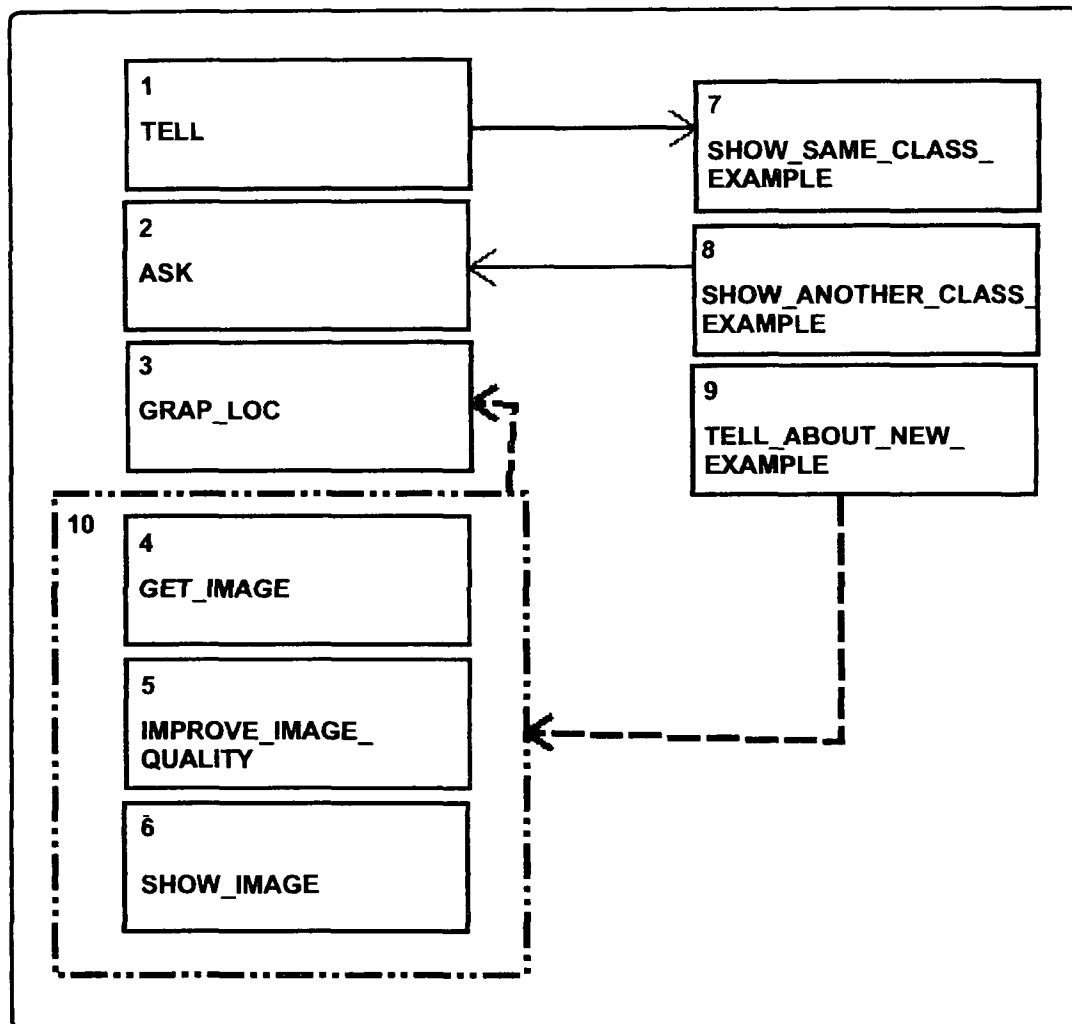 1
TELL
2
ASK
3
GRAP_LOC
10
4
GET_IMAGE
5
IMPROVE_IMAGE_
QUALITY
6
SHOW_IMAGE
7
SHOW_SAME_CLASS_
EXAMPLE
8
SHOW_ANOTHER_CLASS_
EXAMPLE
9
TELL_ABOUT_NEW_
EXAMPLE